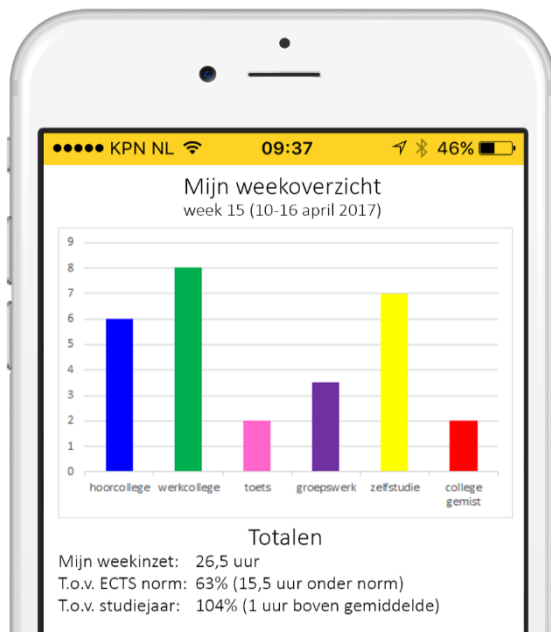 KPN NL 09:37 46%
Mijn weekoverzicht
week 15 (10-16 april 2017)
9
8
7
6
5
4
3
2
1
0
hoorcollege werkcollege toets groepswerk zelfstudie college
gemist
Totalen
Mijn weekinzet: 26,5 uur
T.o.v. ECTS norm: 63% (15,5 uur onder norm)
T.o.v. studiejaar: 104% (1 uur boven gemiddelde)